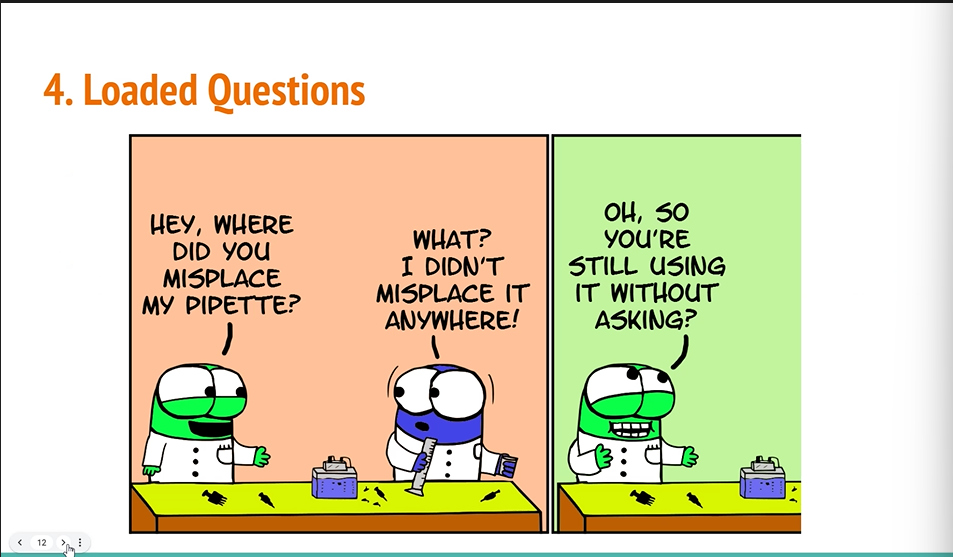 4. Loaded Questions
HEY, WHERE
DID YOU
MISPLACE
MY PIPETTE?
WHAT?
I DIDN'T
MISPLACE IT
ANYWHERE!
OH, SO
YOU'RE
STILL USING
IT WITHOUT
ASKING?
12